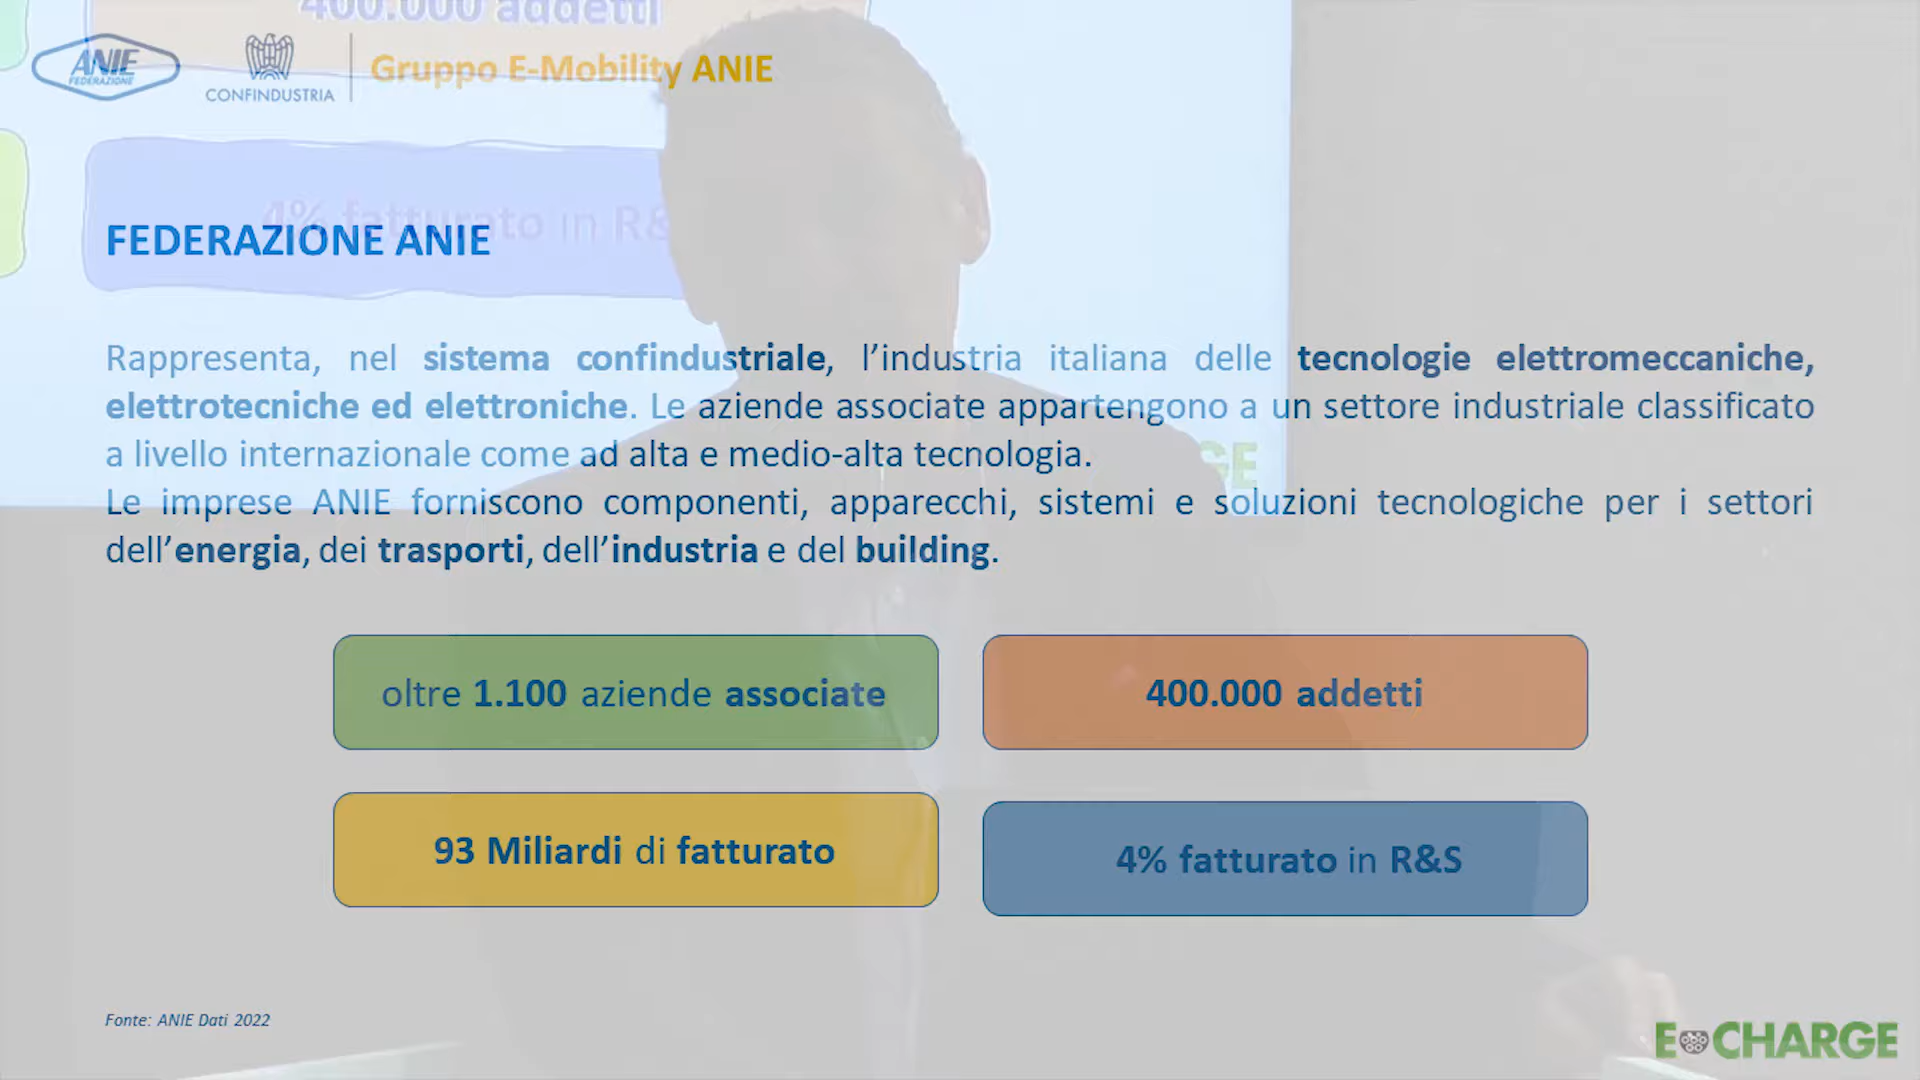 400.000 addetti
ANIE
FEDERAZIONE
CONFINDUSTRIA
Gruppo E-Mobility ANIE
4% fatturato in R&
FEDERAZIONE ANIE
Rappresenta, nel sistema confindustriale, l’industria italiana delle tecnologie elettromeccaniche,
elettrotecniche ed elettroniche. Le aziende associate appartengono a un settore industriale classificato
a livello internazionale come ad alta e medio-alta tecnologia.
GE
Le imprese ANIE forniscono componenti, apparecchi, sistemi e soluzioni tecnologiche per i settori
dell’energia, dei trasporti, dell’industria e del building.
oltre 1.100 aziende associate
400.000 addetti
93 Miliardi di fatturato
4% fatturato in R&S
Fonte: ANIE Dati 2022
E CHARGE